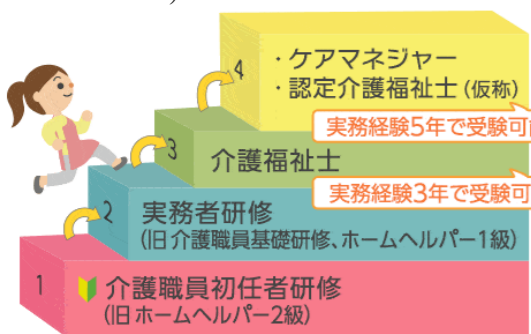 4
・ケアマネジャー
・認定介護福祉士(仮称)
実務経験5年で受験可
3
介護福祉士
実務経験3年で受験可
2
実務者研修
(旧介護職員基礎研修、ホームヘルパー1級)
1
介護職員初任者研修
(旧ホームヘルパー2級)